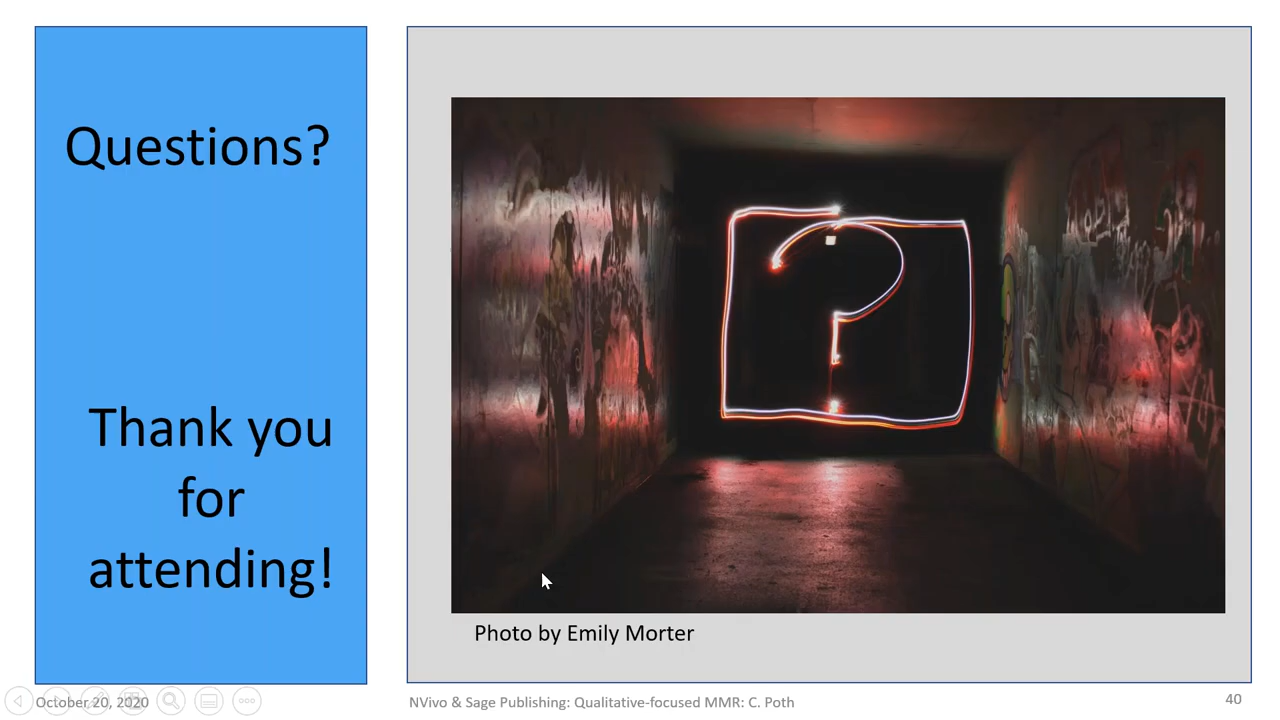 Questions?
Thank you
for
attending!
Photo by Emily Morter
October 20, 2020
NVivo & Sage Publishing: Qualitative-focused MMR: C. Poth
40